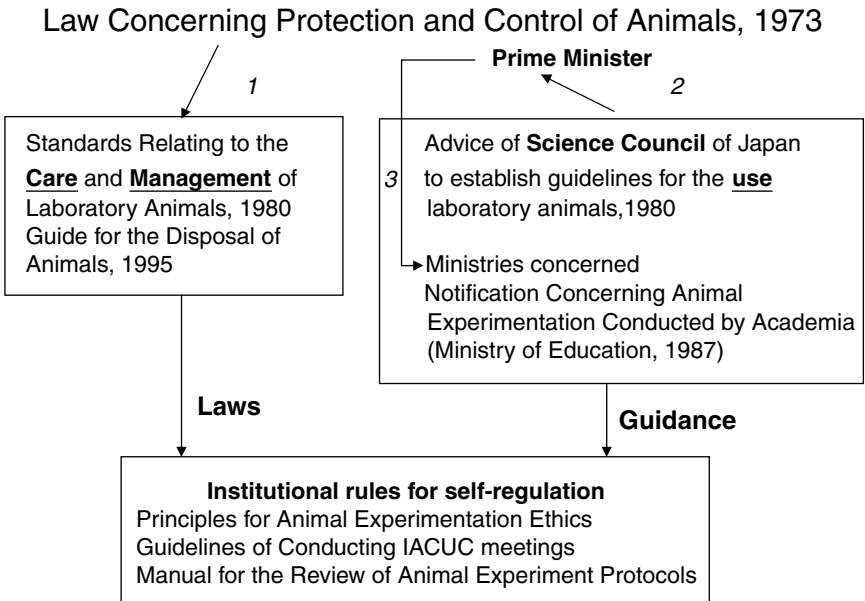 Law Concerning Protection and Control of Animals, 1973
Prime Minister
1
2
Standards Relating to the
Care and Management of
Laboratory Animals, 1980
Guide for the Disposal of
Animals, 1995
3
Advice of Science Council of Japan
to establish guidelines for the use
laboratory animals,1980
Ministries concerned
Notification Concerning Animal
Experimentation Conducted by Academia
(Ministry of Education, 1987)
Laws
Guidance
Institutional rules for self-regulation
Principles for Animal Experimentation Ethics
Guidelines of Conducting IACUC meetings
Manual for the Review of Animal Experiment Protocols